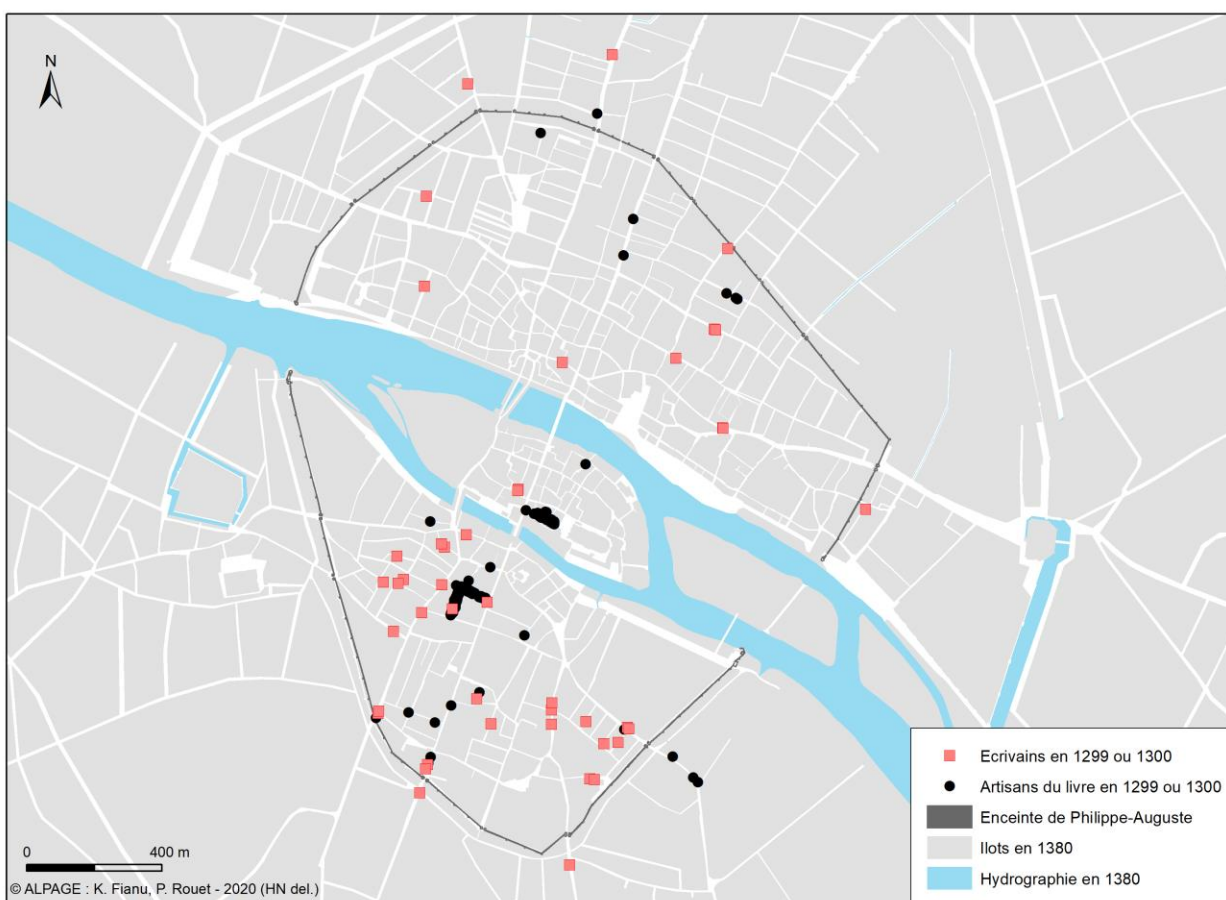 N
Ecrivains en 1299 ou 1300
Artisans du livre en 1299 ou 1300
Enceinte de Philippe-Auguste
Ilots en 1380
Hydrographie en 1380
0 400 m
© ALPAGE : K. Fianu, P. Rouet - 2020 (HN del.)